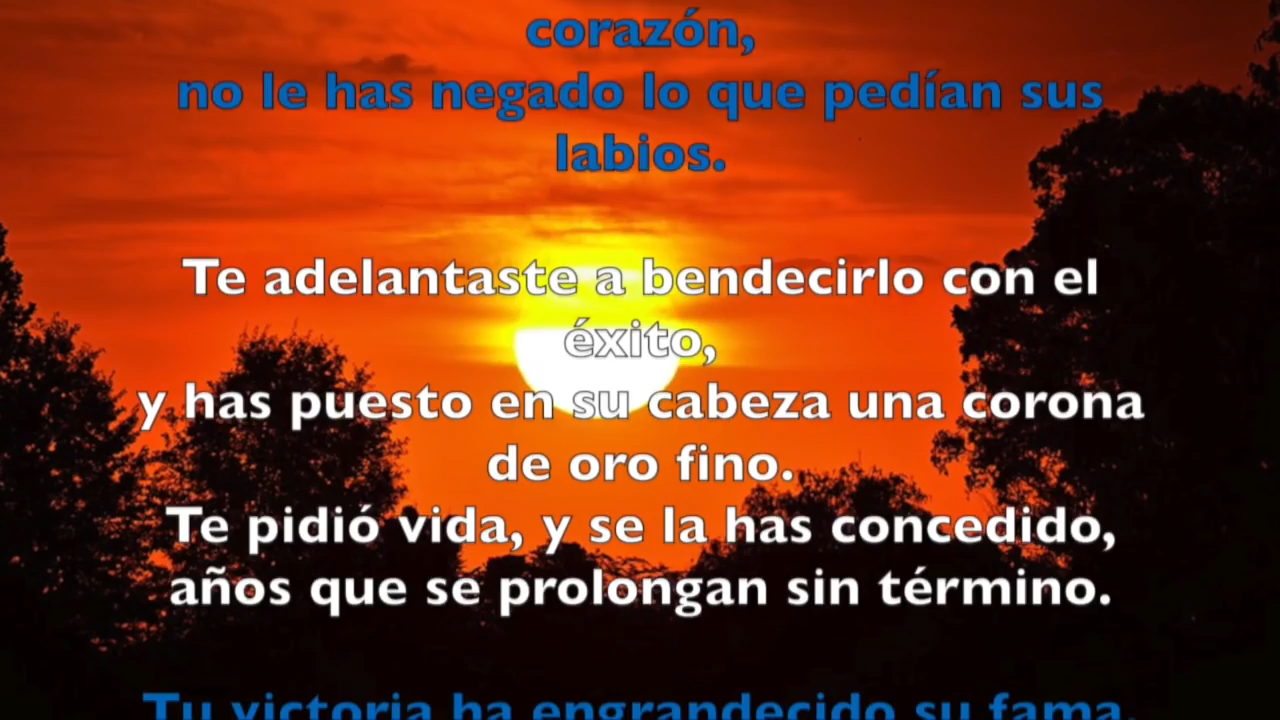 corazón,
no le has negado lo que pedían sus
labios.
Te adelantaste a bendecirlo con el
éxito,
y has puesto en su cabeza una corona
de oro fino.
Te pidió vida, y se la has concedido,
años que se prolongan sin término.
Tu victoria ha engrandecido su fama,